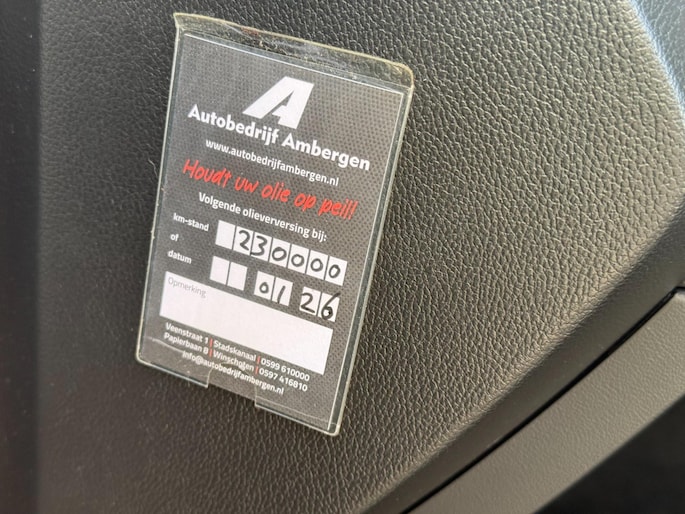 A
Autobedrijf Ambergen
www.autobedrijfambergen.nl
Houdt uw olie op peil!
Volgende olieverversing bij:
km-stand 230000
of
datum 01 26
Opmerking
Veenstraat 1 | Stadskanaal | 0599 610000
Papierbaan 8 | Winschoten | 0597 416810
info@autobedrijfambergen.nl